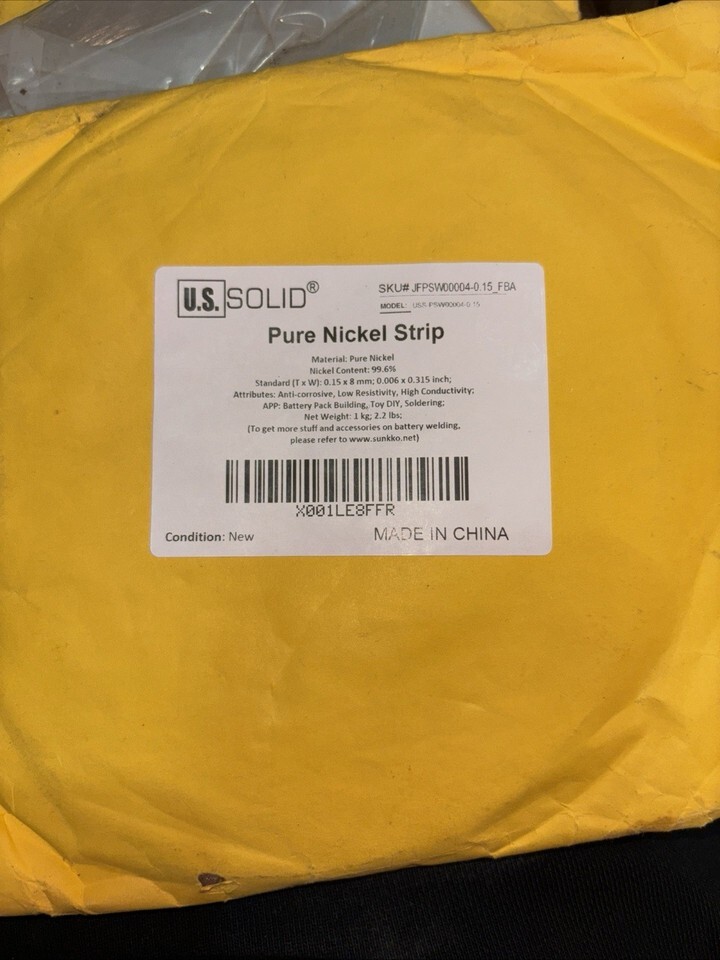 U.S. SOLID®
SKU# JFPSW00004-0.15_FBA
MODEL: USS-PSW00004-0.15
Pure Nickel Strip
Material: Pure Nickel
Nickel Content: 99.6%
Standard (T x W): 0.15 x 8 mm; 0.006 x 0.315 inch;
Attributes: Anti-corrosive, Low Resistivity, High Conductivity;
APP: Battery Pack Building, Toy DIY, Soldering;
Net Weight: 1 kg; 2.2 lbs;
(To get more stuff and accessories on battery welding,
please refer to www.sunkko.net)
X001LE8FFR
Condition: New
MADE IN CHINA